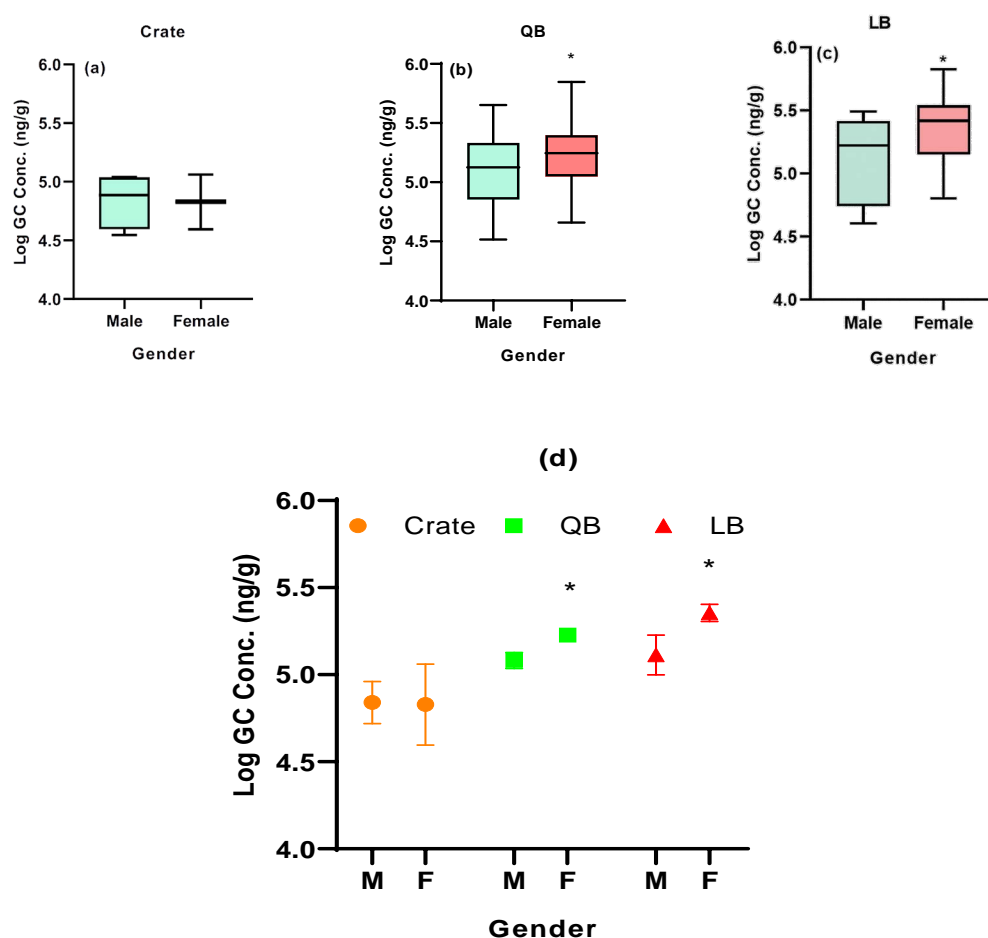 Crate
(a)
Log GC Conc. (ng/g)
6.0
5.5
5.0
4.5
4.0
Male Female
Gender
QB
(b)
*
Log GC Conc. (ng/g)
6.0
5.5
5.0
4.5
4.0
Male Female
Gender
LB
(c)
*
Log GC Conc. (ng/g)
6.0
5.5
5.0
4.5
4.0
Male Female
Gender
(d)
Crate QB LB
* *
Log GC Conc. (ng/g)
6.0
5.5
5.0
4.5
4.0
M F M F M F
Gender